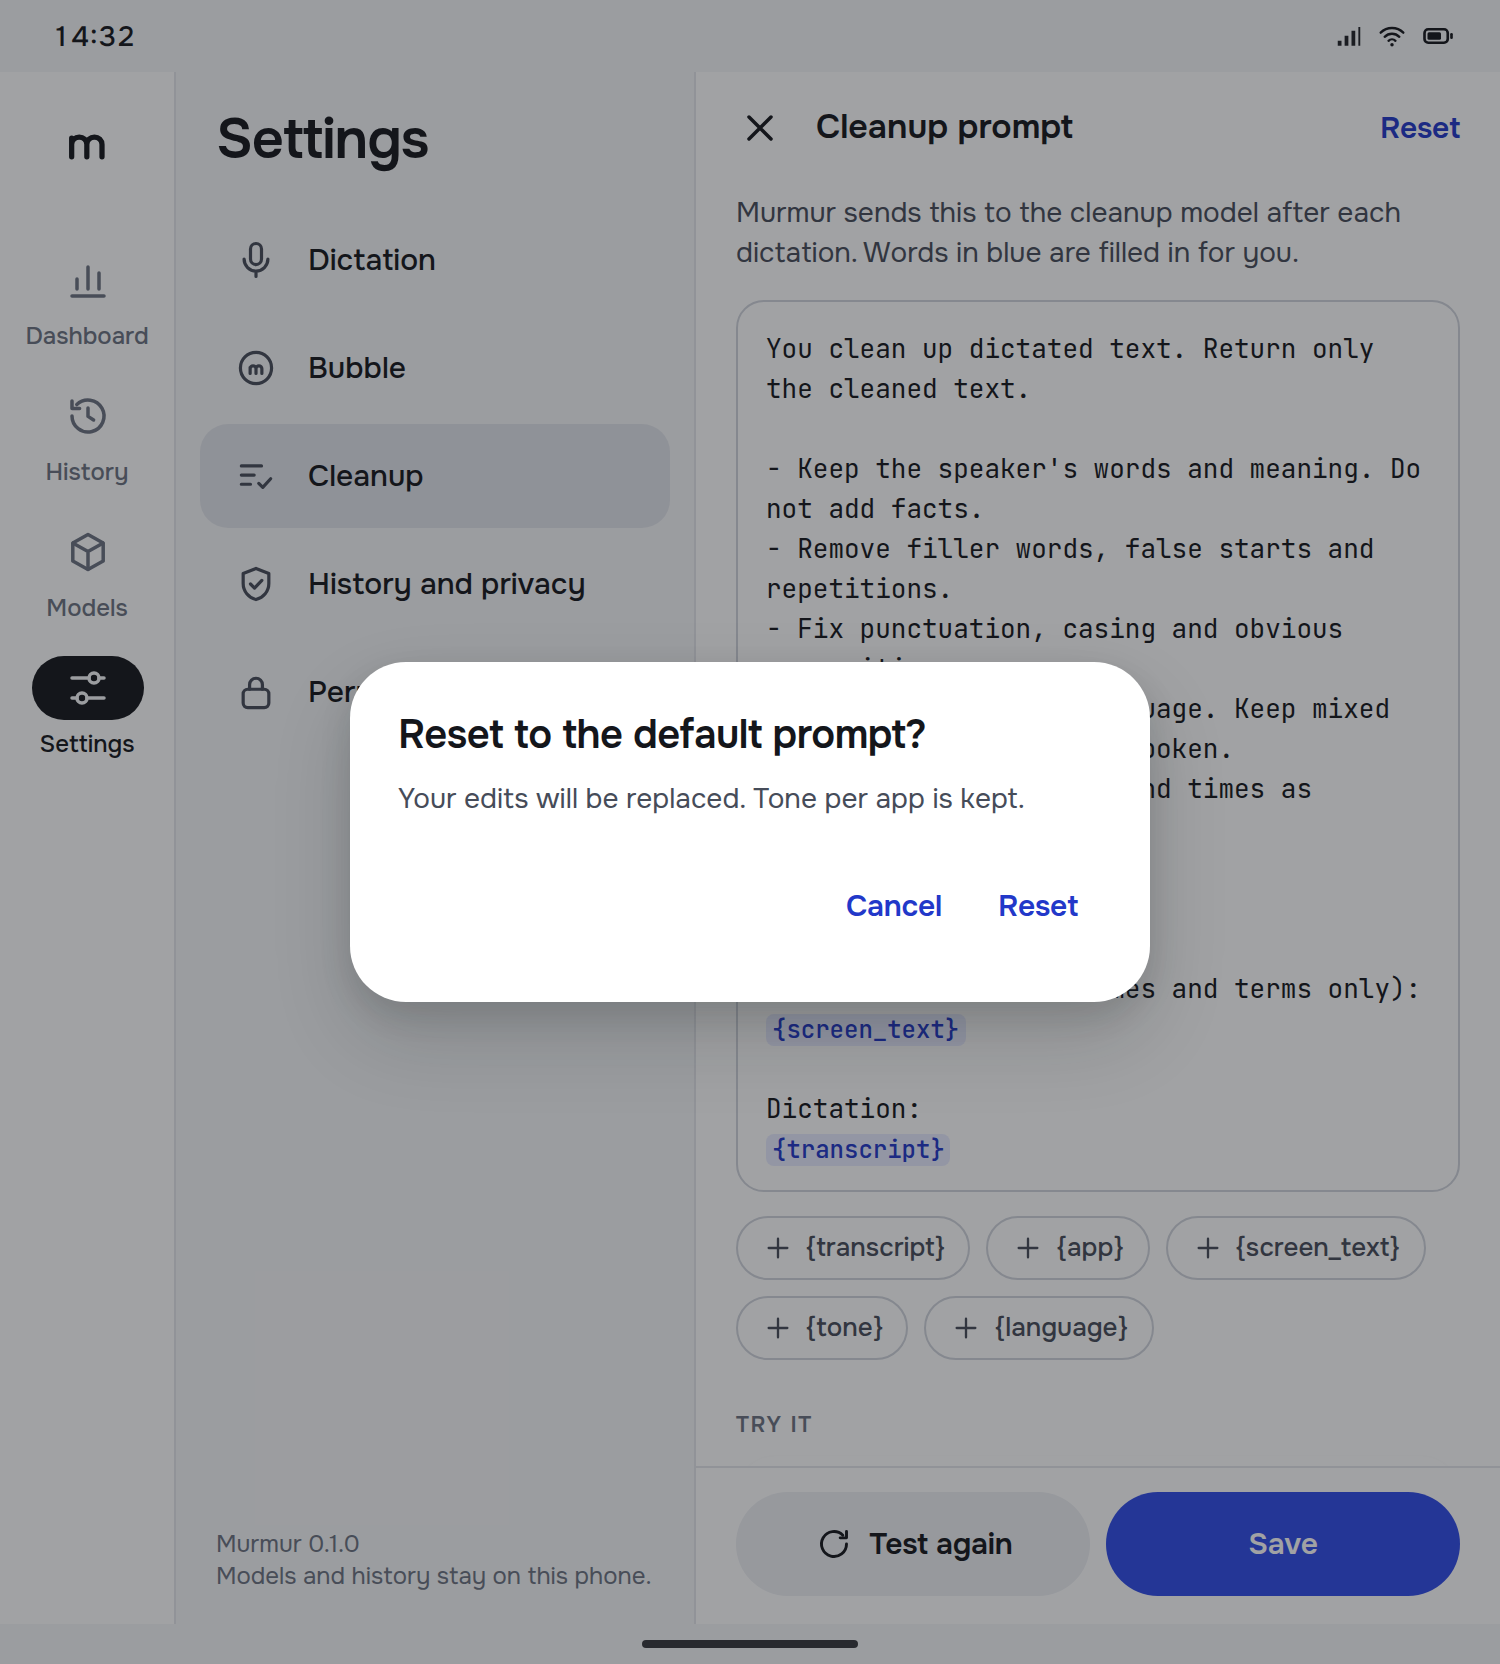 14:32
m
Dashboard
History
Models
Settings
Settings
Dictation
Bubble
Cleanup
History and privacy
Murmur 0.1.0
Models and history stay on this phone.
Cleanup prompt
Reset
Murmur sends this to the cleanup model after each
dictation. Words in blue are filled in for you.
You clean up dictated text. Return only
the cleaned text.
- Keep the speaker's words and meaning. Do
not add facts.
- Remove filler words, false starts and
repetitions.
- Fix punctuation, casing and obvious
Keep mixed
times as
and terms only):
{screen_text}
Dictation:
{transcript}
{transcript}
{app}
{screen_text}
{tone}
{language}
TRY IT
Test again
Save
Reset to the default prompt?
Your edits will be replaced. Tone per app is kept.
Cancel
Reset